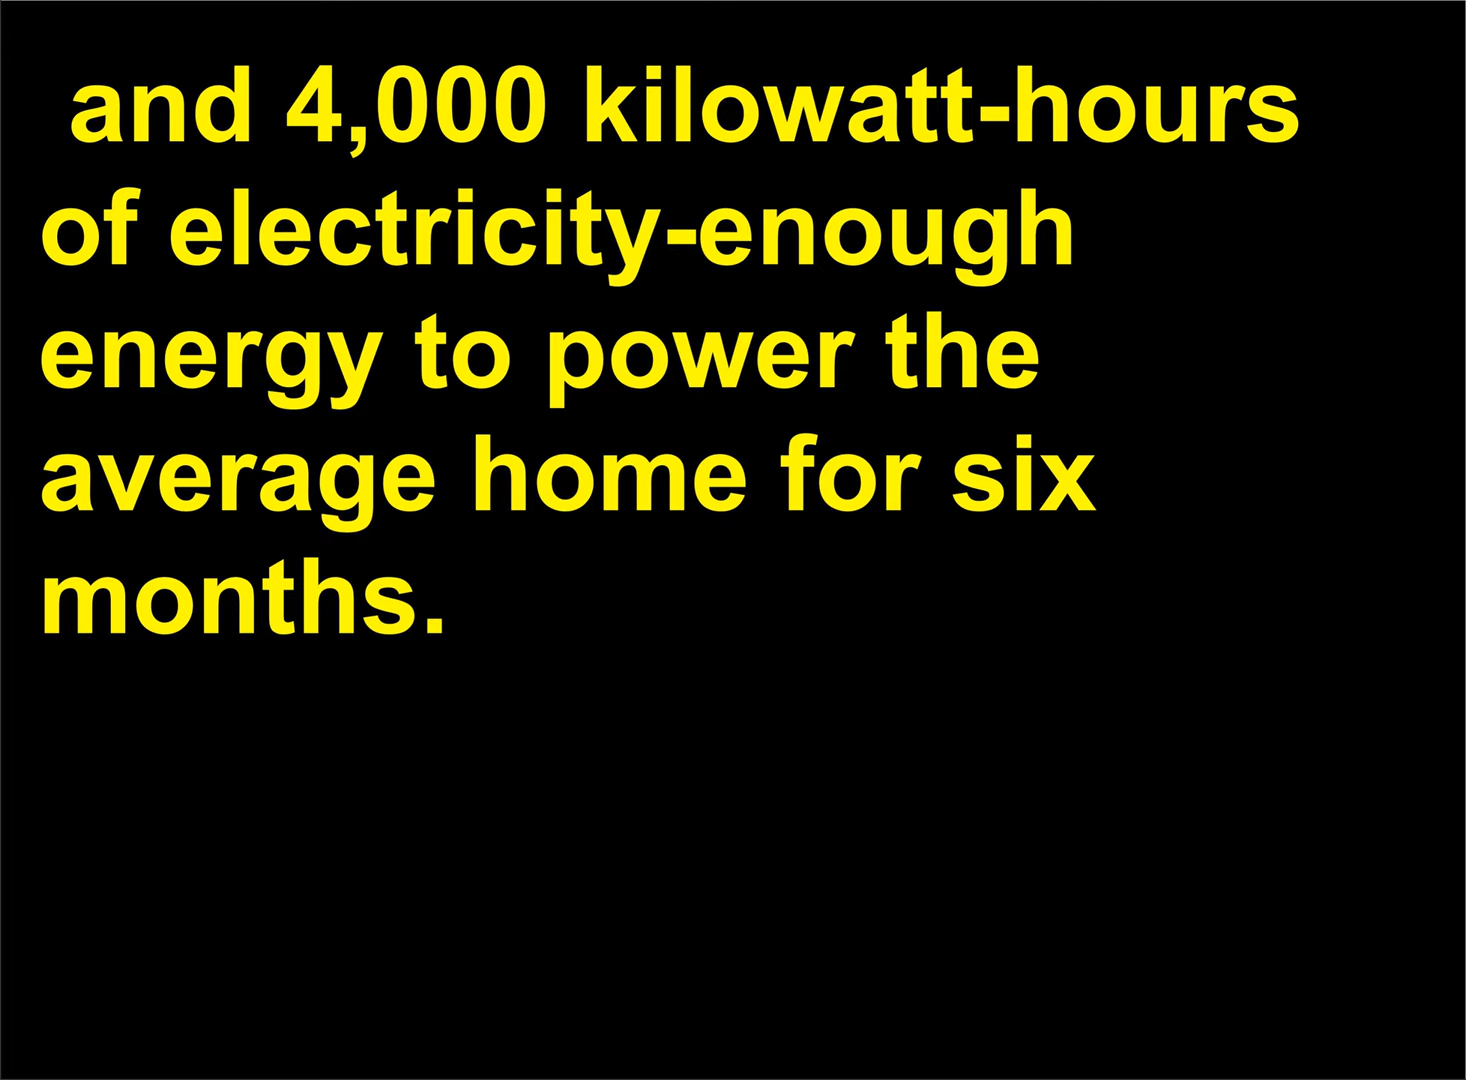 and 4,000 kilowatt-hours
of electricity-enough
energy to power the
average home for six
months.